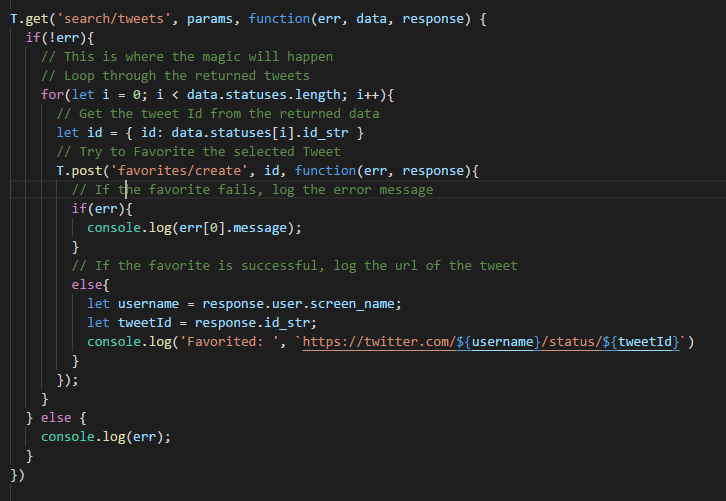 T.get('search/tweets', params, function(err, data, response) {
if(!err){
// This is where the magic will happen
// Loop through the returned tweets
for(let i = 0; i < data.statuses.length; i++){
// Get the tweet Id from the returned data
let id = { id: data.statuses[i].id_str }
// Try to Favorite the selected Tweet
T.post('favorites/create', id, function(err, response){
// If the favorite fails, log the error message
if(err){
console.log(err[0].message);
}
// If the favorite is successful, log the url of the tweet
else{
let username = response.user.screen_name;
let tweetId = response.id_str;
console.log('Favorited: ', `https://twitter.com/${username}/status/${tweetId}`)
}
});
}
} else {
console.log(err);
}
})